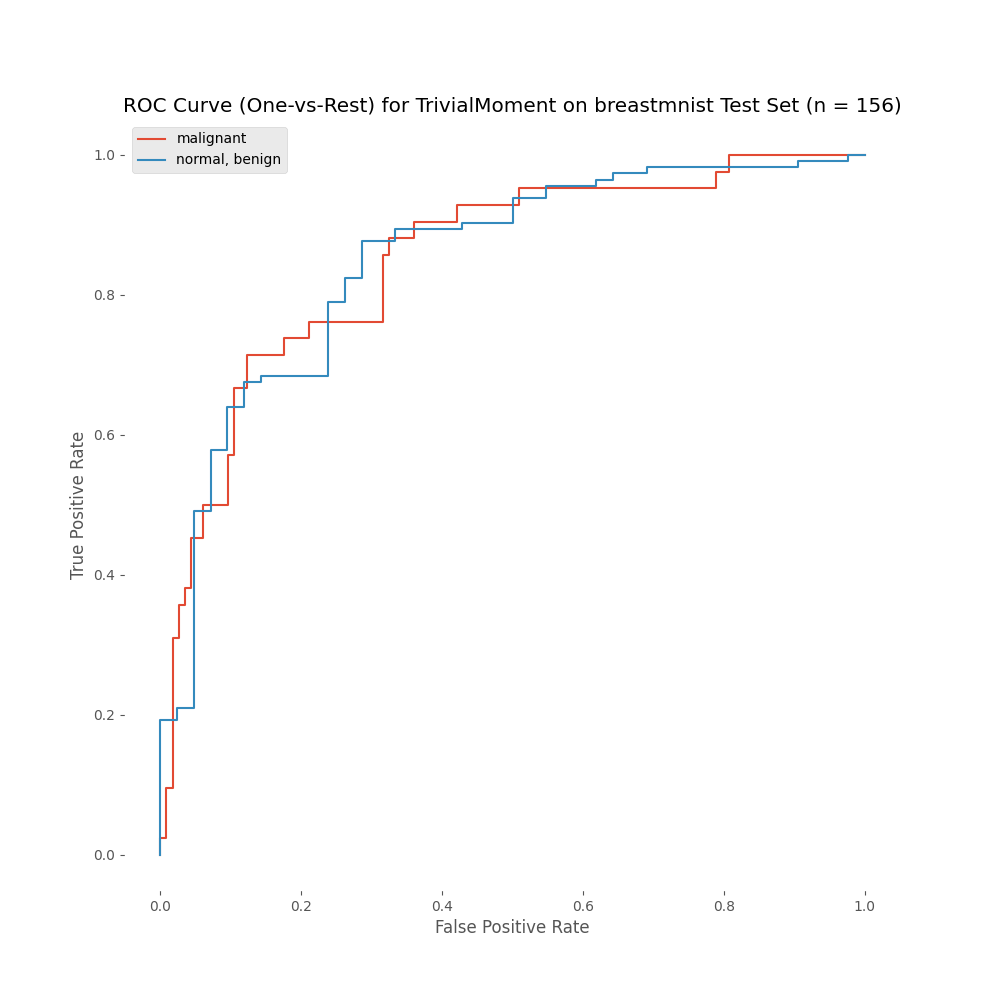 ROC Curve (One-vs-Rest) for TrivialMoment on breastmnist Test Set (n = 156)
malignant
normal, benign
1.0
0.8
0.6
0.4
0.2
0.0
True Positive Rate
0.0 0.2 0.4 0.6 0.8 1.0
False Positive Rate